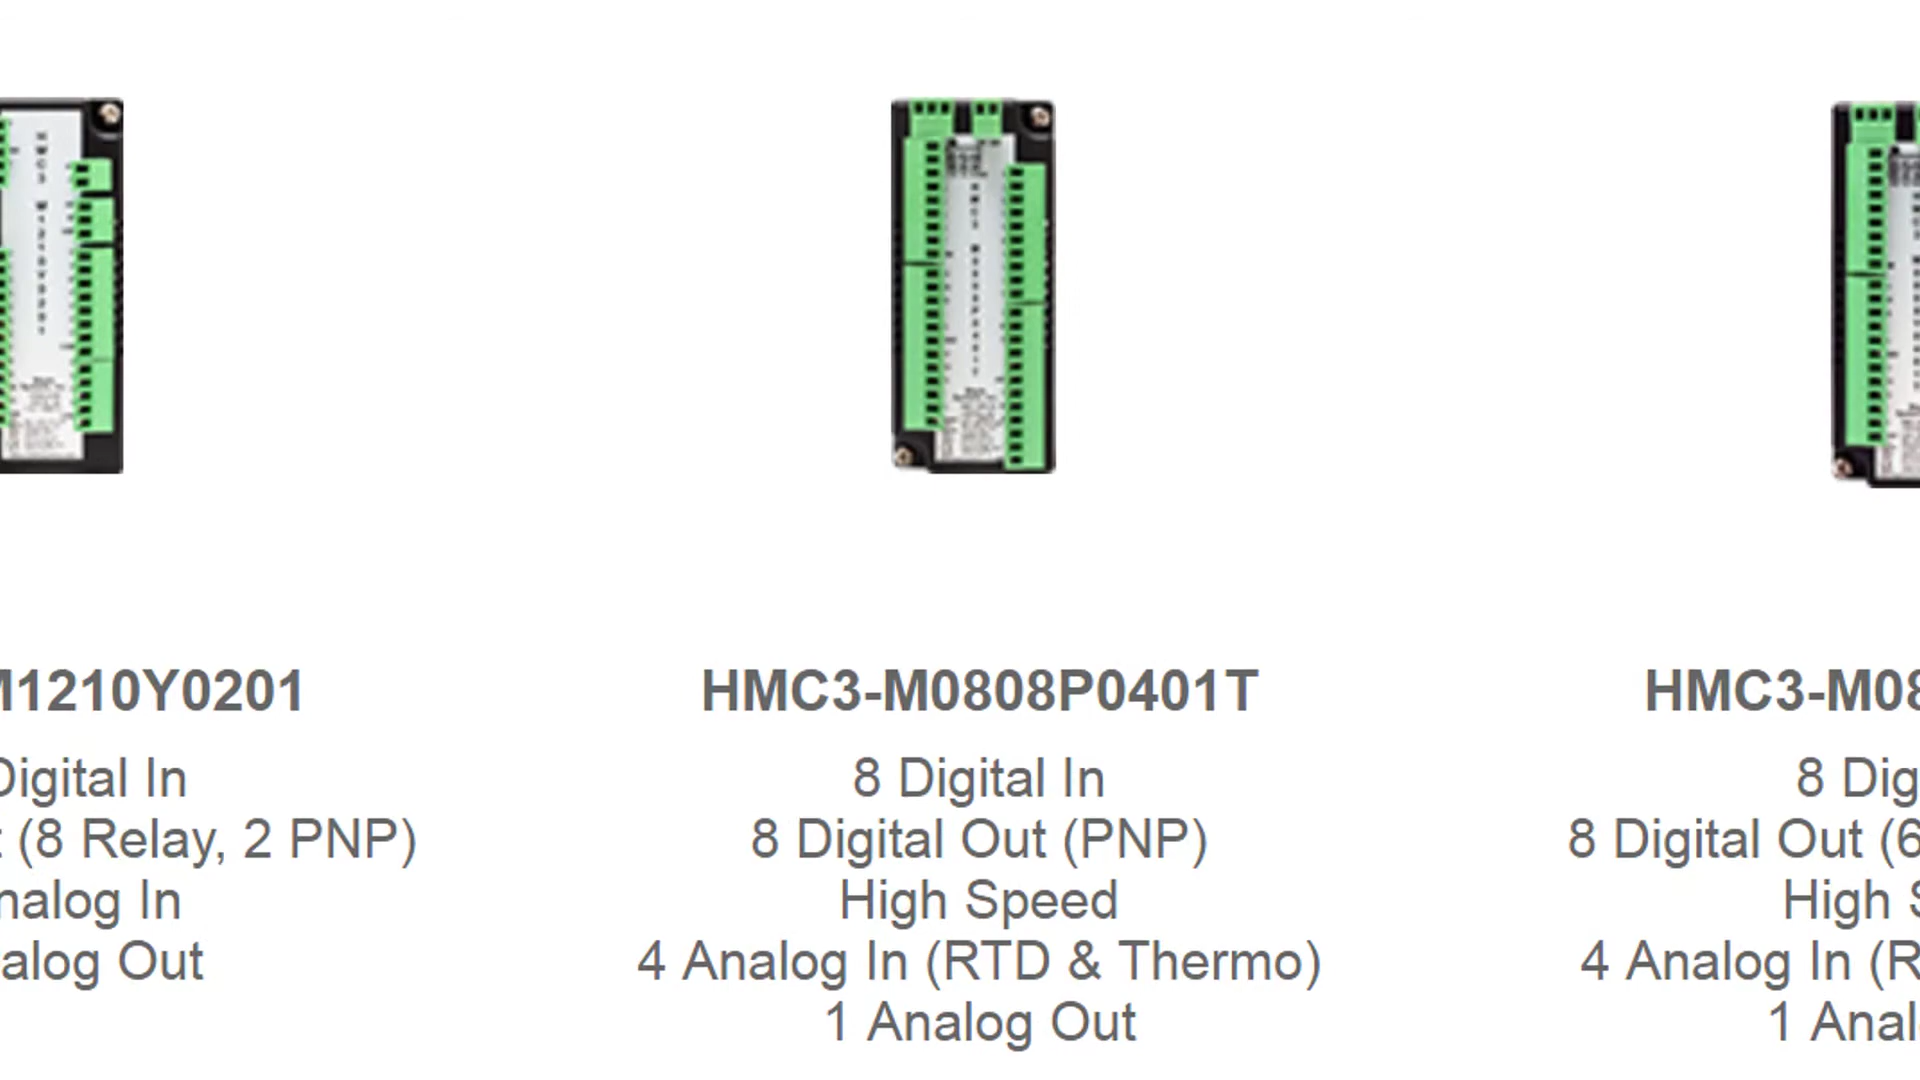 M1210Y0201
Digital In
(8 Relay, 2 PNP)
nalog In
alog Out
HMC3-M0808P0401T
8 Digital In
8 Digital Out (PNP)
High Speed
4 Analog In (RTD & Thermo)
1 Analog Out
HMC3-M08
8 Dig
8 Digital Out (6
High S
4 Analog In (R
1 Anal